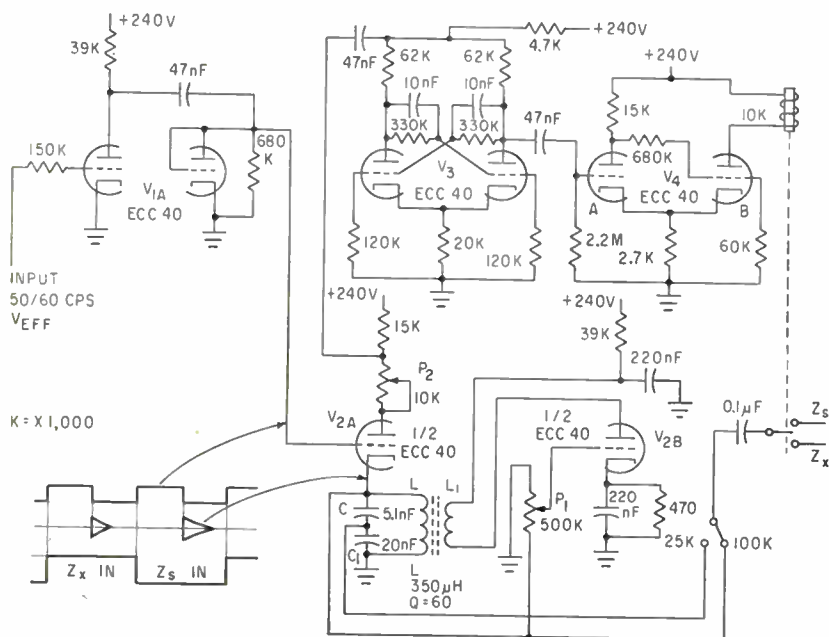 +240V
39K
47nF
150K
680
K
V1A
ECC 40
INPUT
50/60 CPS
VEFF
47nF
62K
62K
4.7K
+240V
10nF
10nF
330K
330K
V3
ECC 40
120K
20K
120K
47nF
+240V
15K
10K
680K
V4
A
ECC 40
B
2.2M
2.7K
60K
+240V
15K
P2
10K
V2A
1/2
ECC 40
+240V
39K
220nF
1/2
ECC 40
V2B
0.1µF
ZS
ZX
K = X 1,000
ZX IN
ZS IN
C
5.1nF
C1
20nF
L
L1
L
350µH
Q=60
P1
500K
220
nF
470
25K
100K